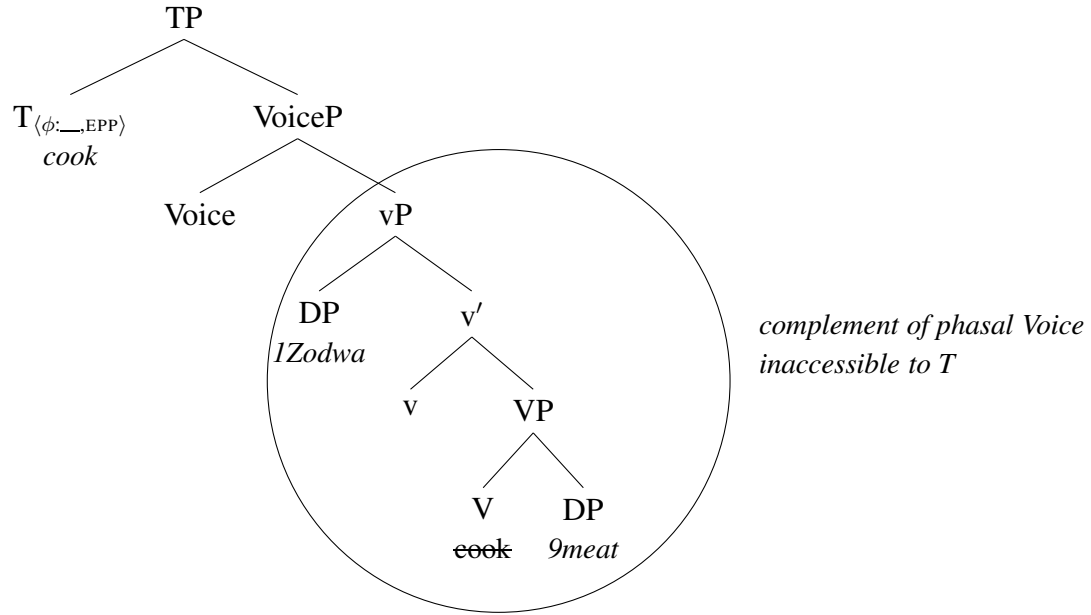 TP
T⟨ϕ:__,EPP⟩ VoiceP
cook
Voice vP
DP v′
1Zodwa
v VP
V DP
cook 9meat
complement of phasal Voice
inaccessible to T